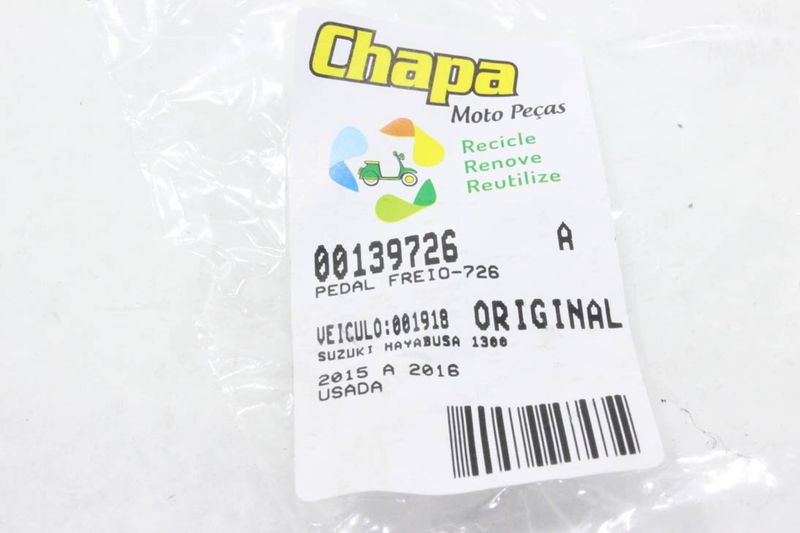 Chapa
Moto Peças
Recicle
Renove
Reutilize
00139726 A
PEDAL FREIO-726
VEICULO:001918 ORIGINAL
SUZUKI HAYABUSA 1300
2015 A 2016
USADA